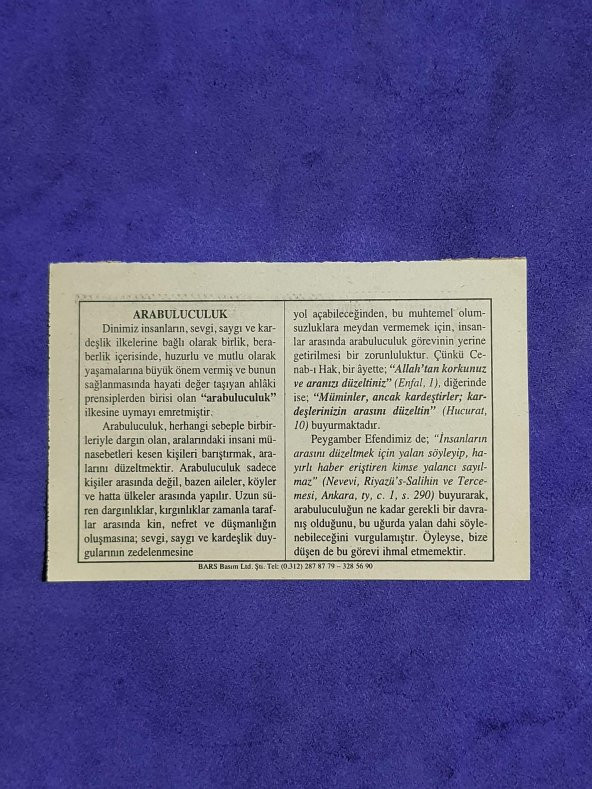 ARABULUCULUK
Dinimiz insanların, sevgi, saygı ve kar-
deşlik ilkelerine bağlı olarak birlik, bera-
berlik içerisinde, huzurlu ve mutlu olarak
yaşamalarına büyük önem vermiş ve bunun
sağlanmasında hayati değer taşıyan ahlâki
prensiplerden birisi olan “arabuluculuk”
ilkesine uymayı emretmiştir.
Arabuluculuk, herhangi sebeple birbir-
leriyle dargın olan, aralarındaki insani mü-
nasebetleri kesen kişileri barıştırmak, ara-
larını düzeltmektir. Arabuluculuk sadece
kişiler arasında değil, bazen aileler, köyler
ve hatta ülkeler arasında yapılır. Uzun sü-
ren dargınlıklar, kırgınlıklar zamanla taraf-
lar arasında kin, nefret ve düşmanlığın
oluşmasına; sevgi, saygı ve kardeşlik duy-
gularının zedelenmesine
yol açabileceğinden, bu muhtemel olum-
suzluklara meydan vermemek için, insan-
lar arasında arabuluculuk görevinin yerine
getirilmesi bir zorunluluktur. Çünkü Ce-
nab-ı Hak, bir âyette; “Allah’tan korkunuz
ve aranızı düzeltiniz” (Enfal, 1), diğerinde
ise; “Müminler, ancak kardeştirler; kar-
deşlerinizin arasını düzeltin” (Hucurat,
10) buyurmaktadır.
Peygamber Efendimiz de; “İnsanların
arasını düzeltmek için yalan söyleyip, ha-
yırlı haber eriştiren kimse yalancı sayıl-
maz” (Nevevi, Riyazü’s-Salihin ve Terce-
mesi, Ankara, ty, c. 1, s. 290) buyurarak,
arabuluculuğun ne kadar gerekli bir davra-
nış olduğunu, bu uğurda yalan dahi söyle-
nebileceğini vurgulamıştır. Öyleyse, bize
düşen de bu görevi ihmal etmemektir.
BARS Basım Ltd. Şti. Tel: (0.312) 287 87 79 – 328 56 90